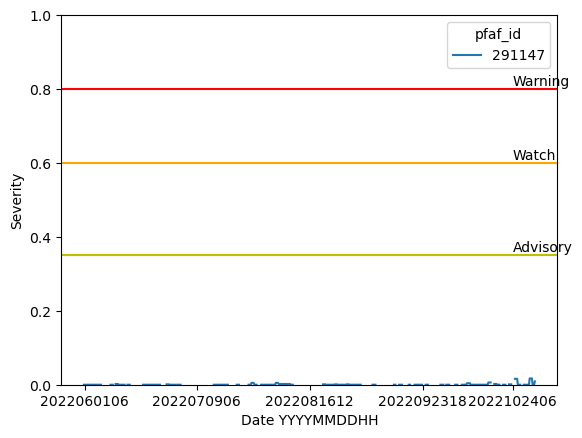 1.0
pfaf_id
291147
Warning
0.8
Watch
0.6
Severity
Advisory
0.4
0.2
0.0
2022060106 2022070906 2022081612 2022092318 2022102406
Date YYYYMMDDHH